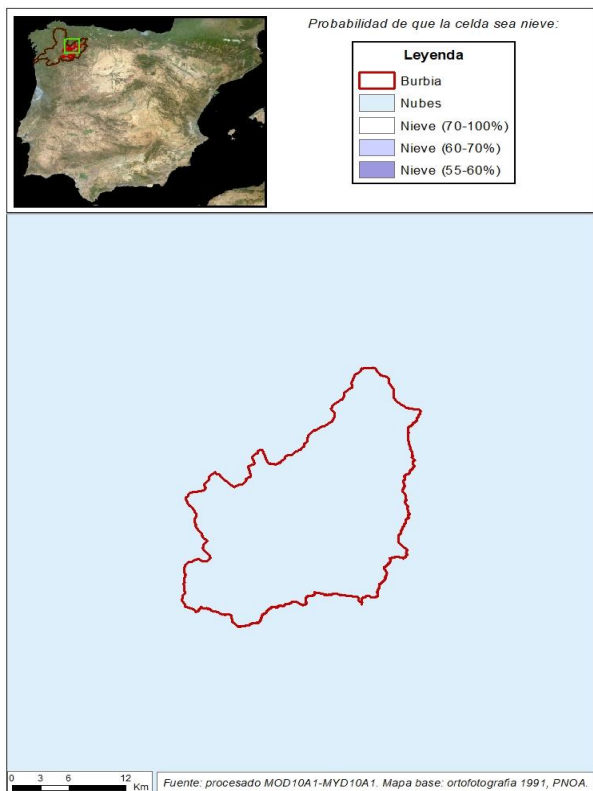 Probabilidad de que la celda sea nieve:
Leyenda
Burbia
Nubes
Nieve (70-100%)
Nieve (60-70%)
Nieve (55-60%)
0 3 6 12
Km
Fuente: procesado MOD10A1-MYD10A1. Mapa base: ortofotografía 1991, PNOA.